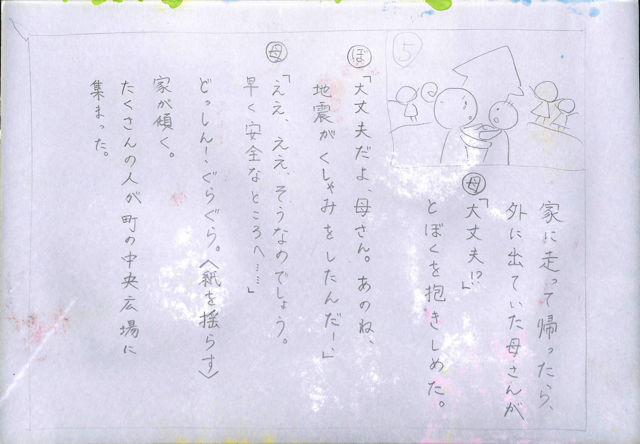 ⑤
家に走って帰ったら、
外に出ていた母さんが
母「大丈夫!?」
とぼくを抱きしめた。
ぼ「大丈夫だよ、母さん。あのね、
地震がくしゃみをしたんだー!」
母「ええ、ええ、そうなのでしょう。
早く安全なところへ……」
どっしん!ぐらぐら。〈紙を揺らす〉
家が傾く。
たくさんの人が町の中央広場に
集まった。